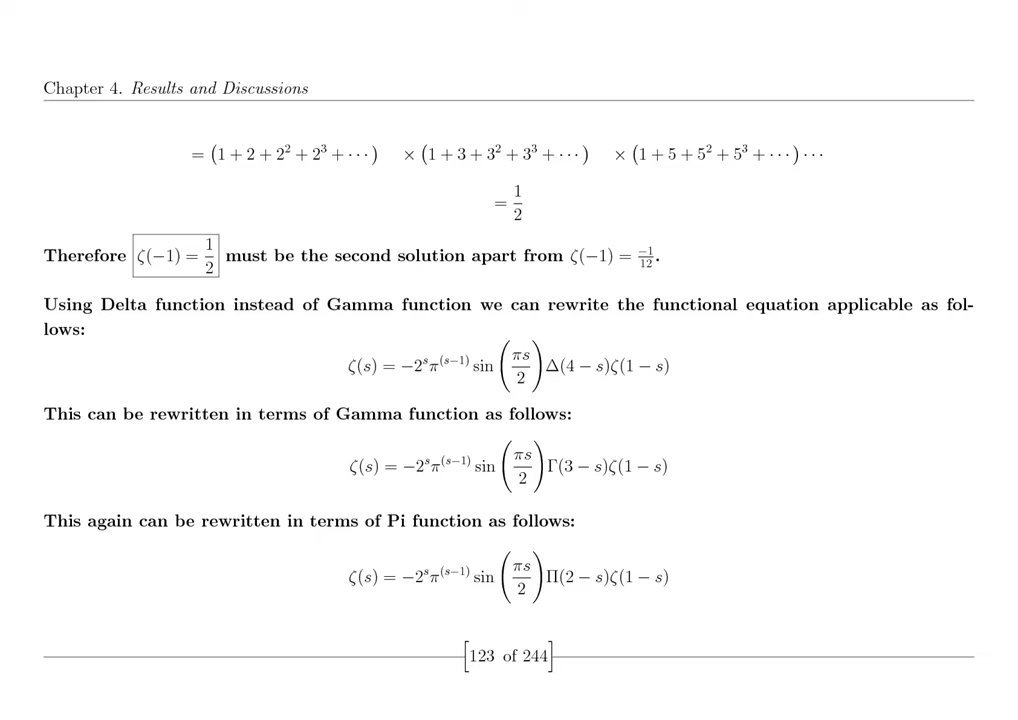 Chapter 4. Results and Discussions
= (1 + 2 + 2² + 2³ + ···) × (1 + 3 + 3² + 3³ + ···) × (1 + 5 + 5² + 5³ + ···) ···
= 1/2
Therefore ζ(−1) = 1/2 must be the second solution apart from ζ(−1) = −1/12.
Using Delta function instead of Gamma function we can rewrite the functional equation applicable as fol-
lows:
ζ(s) = −2ˢπ⁽ˢ⁻¹⁾ sin(πs/2)Δ(4 − s)ζ(1 − s)
This can be rewritten in terms of Gamma function as follows:
ζ(s) = −2ˢπ⁽ˢ⁻¹⁾ sin(πs/2)Γ(3 − s)ζ(1 − s)
This again can be rewritten in terms of Pi function as follows:
ζ(s) = −2ˢπ⁽ˢ⁻¹⁾ sin(πs/2)Π(2 − s)ζ(1 − s)
[123 of 244]